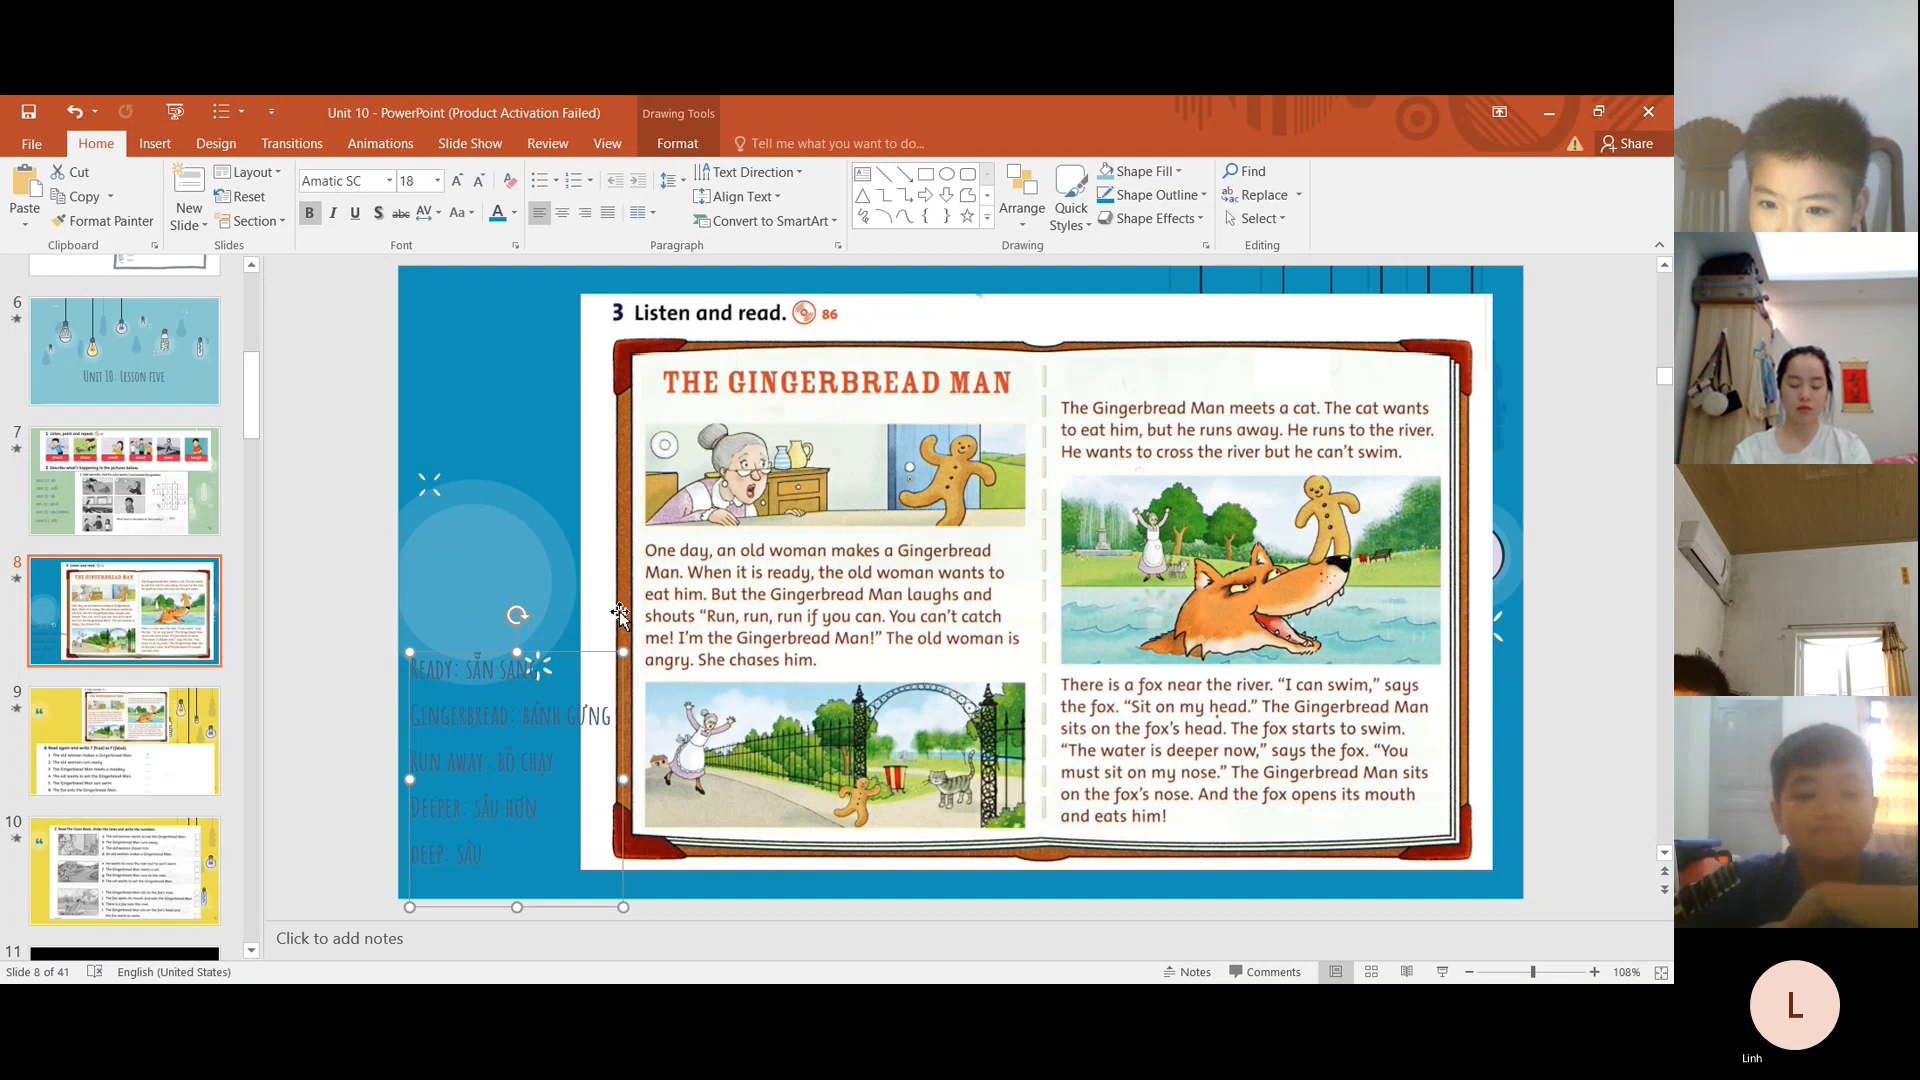 Unit 10 - PowerPoint (Product Activation Failed)
Drawing Tools
File
Home
Insert
Design
Transitions
Animations
Slide Show
Review
View
Format
Tell me what you want to do...
Share
Paste
Cut
Copy
Format Painter
Clipboard
New
Slide
Layout
Reset
Section
Slides
Amatic SC
18
Font
Paragraph
Text Direction
Align Text
Convert to SmartArt
Arrange
Quick
Styles
Shape Fill
Shape Outline
Shape Effects
Drawing
Find
Replace
Select
Editing
6
Unit 10: Lesson five
7
8
9
10
11
3 Listen and read. 86
THE GINGERBREAD MAN
One day, an old woman makes a Gingerbread
Man. When it is ready, the old woman wants to
eat him. But the Gingerbread Man laughs and
shouts “Run, run, run if you can. You can’t catch
me! I’m the Gingerbread Man!” The old woman is
angry. She chases him.
The Gingerbread Man meets a cat. The cat wants
to eat him, but he runs away. He runs to the river.
He wants to cross the river but he can’t swim.
There is a fox near the river. “I can swim,” says
the fox. “Sit on my head.” The Gingerbread Man
sits on the fox’s head. The fox starts to swim.
“The water is deeper now,” says the fox. “You
must sit on my nose.” The Gingerbread Man sits
on the fox’s nose. And the fox opens its mouth
and eats him!
Ready: sẵn sàng
Gingerbread: bánh gừng
Run away: bỏ chạy
Deeper: sâu hơn
deep: sâu
Click to add notes
Slide 8 of 41
English (United States)
Notes
Comments
108%
L
Linh